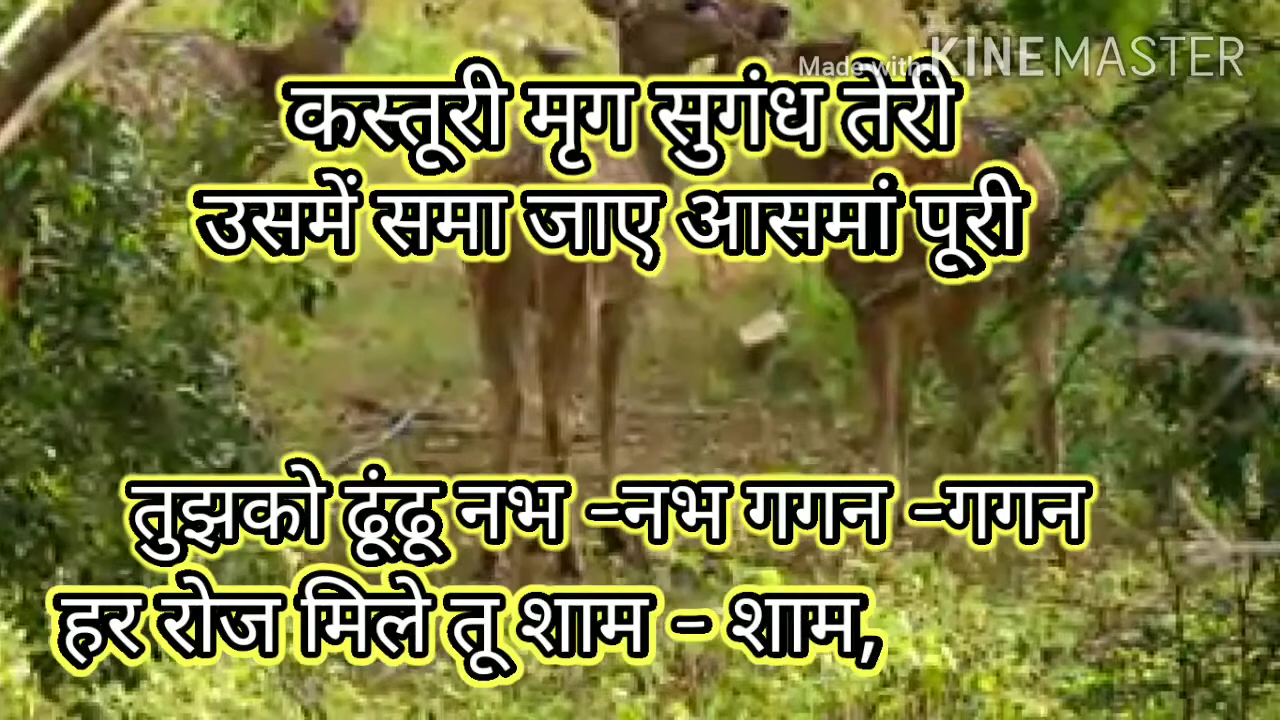 Made with KINEMASTER
कस्तूरी मृग सुगंध तेरी
उसमें समा जाए आसमां पूरी
तुझको ढूंढू नभ -नभ गगन -गगन
हर रोज मिले तू शाम - शाम,